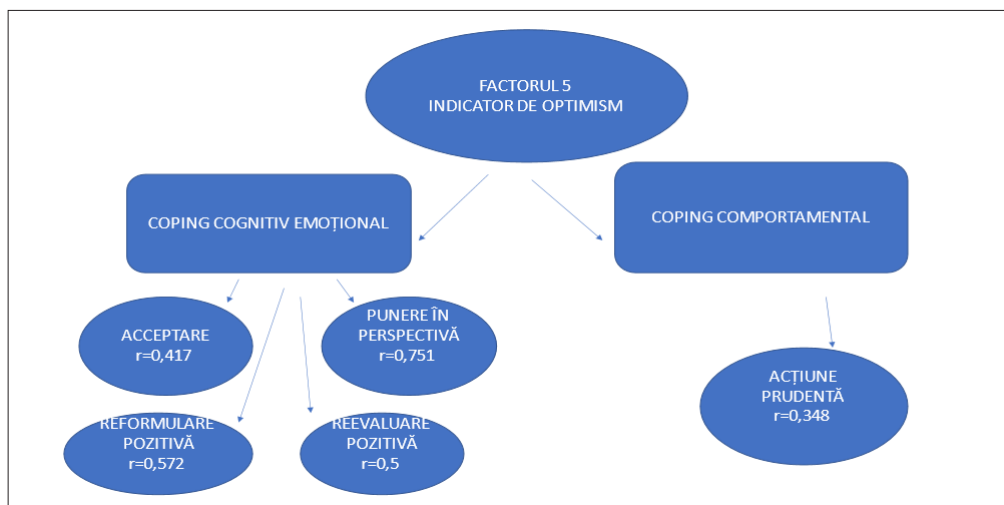 FACTORUL 5
INDICATOR DE OPTIMISM
COPING COGNITIV EMOȚIONAL
COPING COMPORTAMENTAL
ACCEPTARE
r=0,417
PUNERE ÎN
PERSPECTIVĂ
r=0,751
REFORMULARE
POZITIVĂ
r=0,572
REEVALUARE
POZITIVĂ
r=0,5
ACȚIUNE
PRUDENTĂ
r=0,348